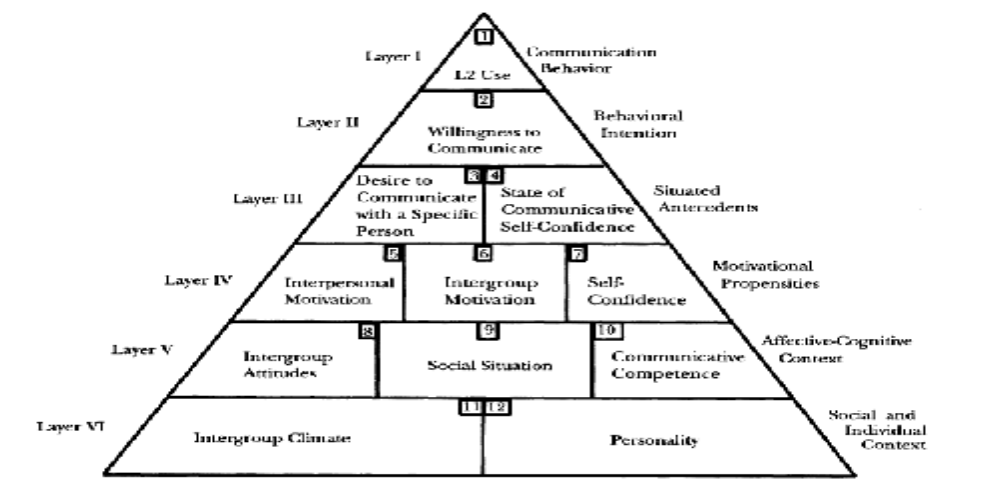 1
Layer I
L2 Use
Communication
Behavior
2
Layer II
Willingness to
Communicate
Behavioral
Intention
3 4
Layer III
Desire to
Communicate
with a Specific
Person
State of
Communicative
Self-Confidence
Situated
Antecedents
5 6 7
Layer IV
Interpersonal
Motivation
Intergroup
Motivation
Self-
Confidence
Motivational
Propensities
8 9 10
Layer V
Intergroup
Attitudes
Social Situation
Communicative
Competence
Affective-Cognitive
Context
11 12
Layer VI
Intergroup Climate
Personality
Social and
Individual
Context